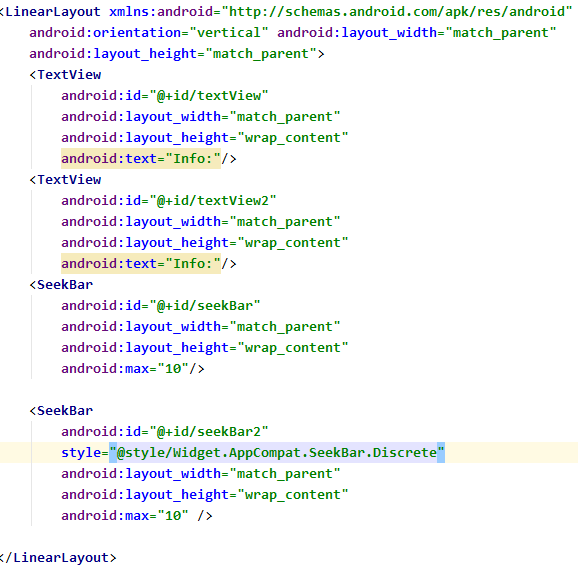 <LinearLayout xmlns:android="http://schemas.android.com/apk/res/android"
    android:orientation="vertical" android:layout_width="match_parent"
    android:layout_height="match_parent">
    <TextView
        android:id="@+id/textView"
        android:layout_width="match_parent"
        android:layout_height="wrap_content"
        android:text="Info:"/>
    <TextView
        android:id="@+id/textView2"
        android:layout_width="match_parent"
        android:layout_height="wrap_content"
        android:text="Info:"/>
    <SeekBar
        android:id="@+id/seekBar"
        android:layout_width="match_parent"
        android:layout_height="wrap_content"
        android:max="10"/>

    <SeekBar
        android:id="@+id/seekBar2"
        style="@style/Widget.AppCompat.SeekBar.Discrete"
        android:layout_width="match_parent"
        android:layout_height="wrap_content"
        android:max="10" />

</LinearLayout>